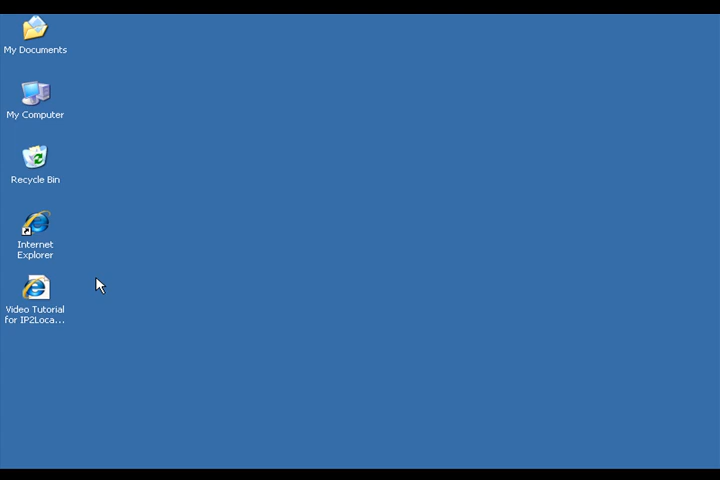 My Documents
My Computer
Recycle Bin
Internet
Explorer
Video Tutorial
for IP2Loca...